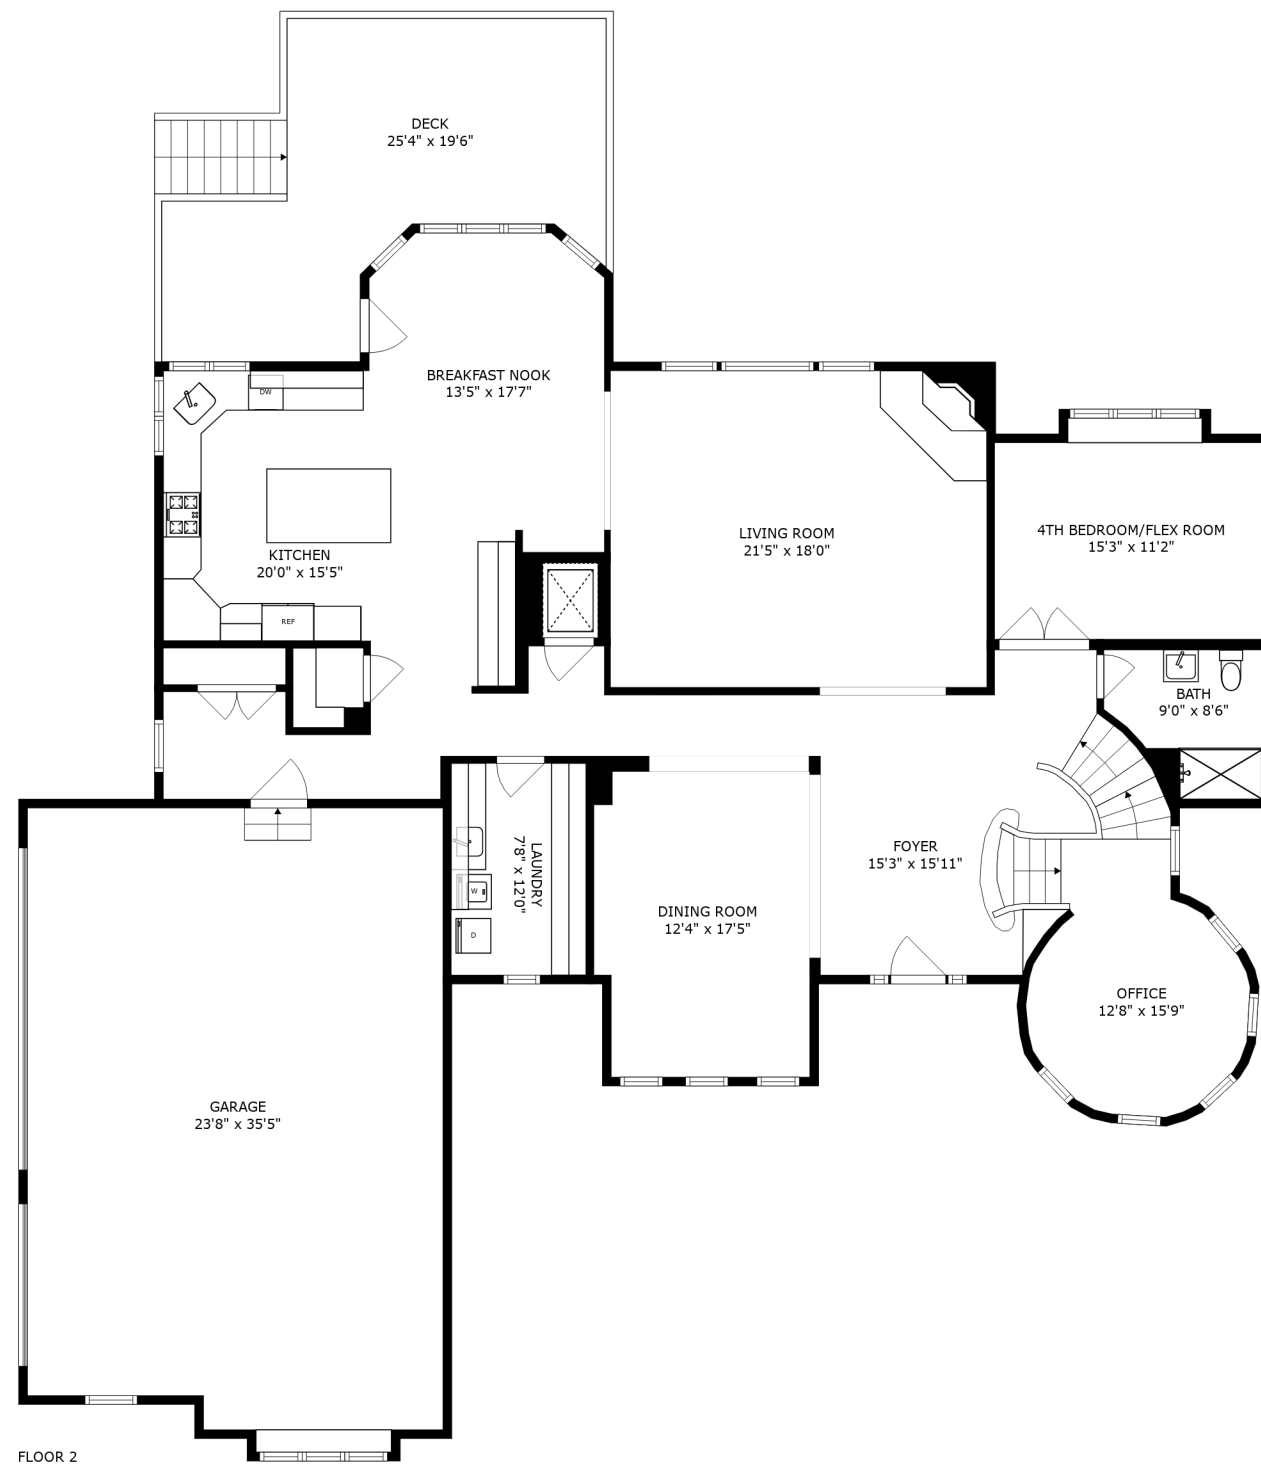 DECK
25'4" x 19'6"
BREAKFAST NOOK
13'5" x 17'7"
DW
LIVING ROOM
21'5" x 18'0"
4TH BEDROOM/FLEX ROOM
15'3" x 11'2"
KITCHEN
20'0" x 15'5"
REF
BATH
9'0" x 8'6"
LAUNDRY
7'8" x 12'0"
W
D
FOYER
15'3" x 15'11"
DINING ROOM
12'4" x 17'5"
OFFICE
12'8" x 15'9"
GARAGE
23'8" x 35'5"
FLOOR 2